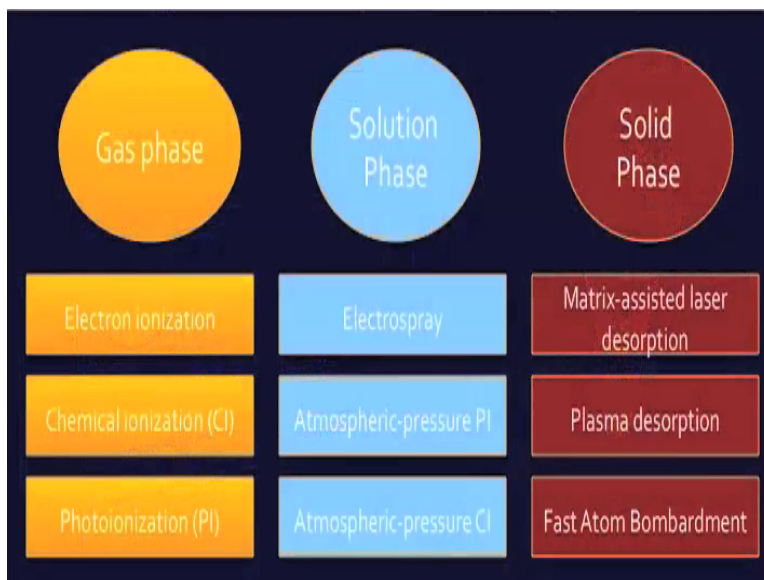 Gas phase
Solution
Phase
Solid
Phase
Electron ionization
Electrospray
Matrix-assisted laser
desorption
Chemical ionization (CI)
Atmospheric-pressure PI
Plasma desorption
Photoionization (PI)
Atmospheric-pressure CI
Fast Atom Bombardment